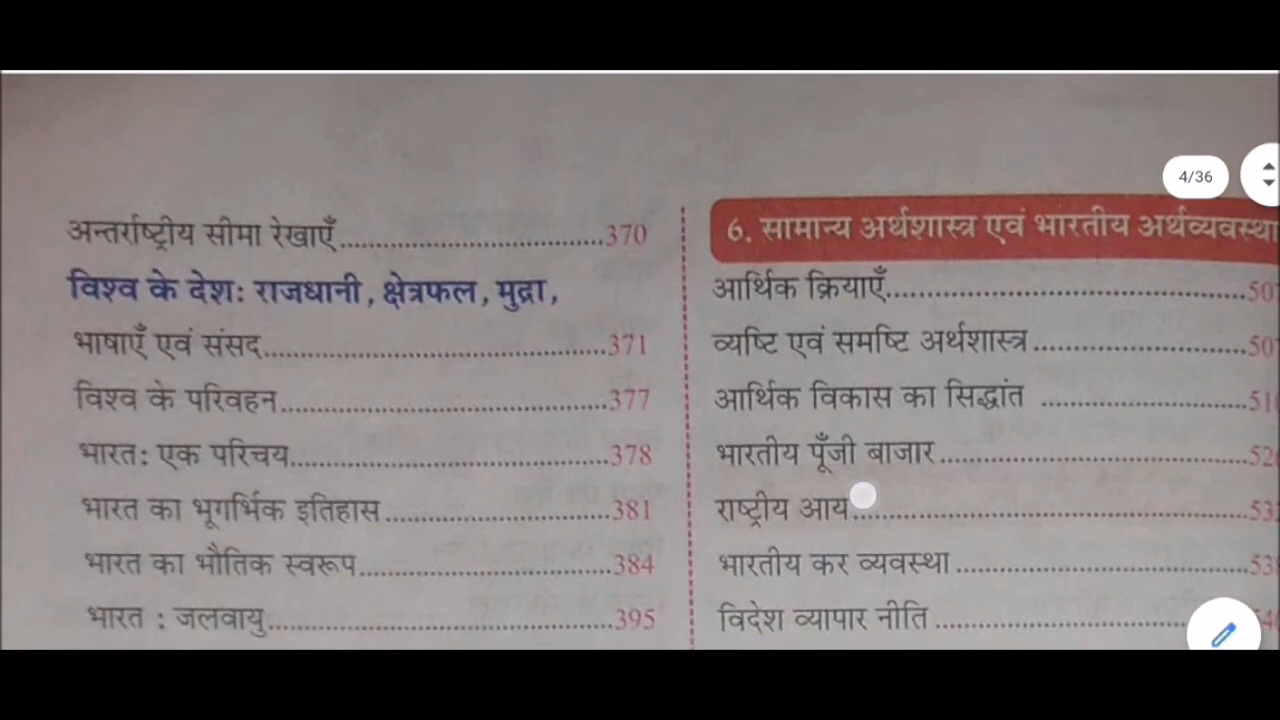 4/36
अन्तर्राष्ट्रीय सीमा रेखाएँ.......................................370
विश्व के देश: राजधानी, क्षेत्रफल, मुद्रा,
भाषाएँ एवं संसद...................................................371
विश्व के परिवहन.................................................377
भारत: एक परिचय................................................378
भारत का भूगर्भिक इतिहास.................................381
भारत का भौतिक स्वरूप.....................................384
भारत : जलवायु...................................................395
6. सामान्य अर्थशास्त्र एवं भारतीय अर्थव्यवस्था
आर्थिक क्रियाएँ.....................................................
व्यष्टि एवं समष्टि अर्थशास्त्र................................
आर्थिक विकास का सिद्धांत ...............................
भारतीय पूँजी बाजार..............................................
राष्ट्रीय आय..........................................................
भारतीय कर व्यवस्था...........................................
विदेश व्यापार नीति..............................................